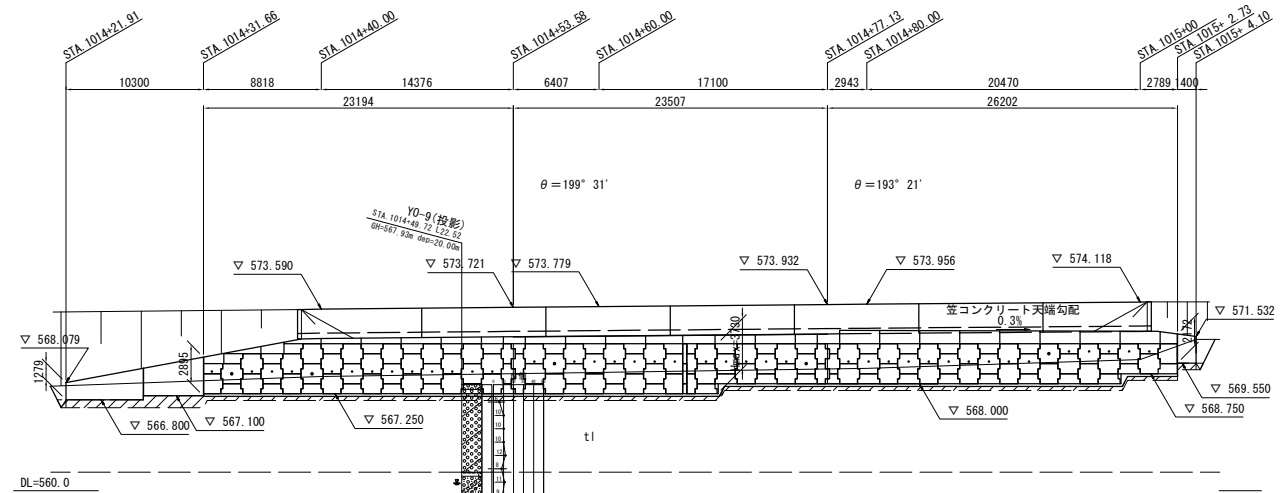 STA.1014+21.91
STA.1014+31.66
STA.1014+40.00
STA.1014+53.58
STA.1014+60.00
STA.1014+77.13
STA.1014+80.00
STA.1015+00
STA.1015+ 2.73
STA.1015+ 4.10
10300
8818
14376
6407
17100
2943
20470
2789
1400
23194
23507
26202
θ=199° 31'
θ=193° 21'
YO-9(投影)
STA.1014+49.72 L22.52
GH=567.93m dep=20.00m
▽ 573.590
▽ 573.721
▽ 573.779
▽ 573.932
▽ 573.956
▽ 574.118
笠コンクリート天端勾配
0.3%
▽ 571.532
▽ 568.079
1279
2895
▽ 569.550
▽ 566.800
▽ 567.100
▽ 567.250
▽ 568.000
▽ 568.750
10
10
10
12
8
11
tl
DL=560.0